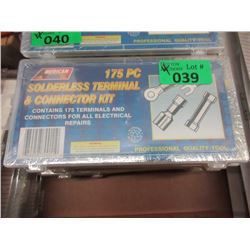 040
PROFESSIONAL QUALITY
AMERICAN
175 PC
SOLDERLESS TERMINAL
& CONNECTOR KIT
CONTAINS 175 TERMINALS AND
CONNECTORS FOR ALL ELECTRICAL
REPAIRS
Lot #
039
PROFESSIONAL QUALITY TOOL